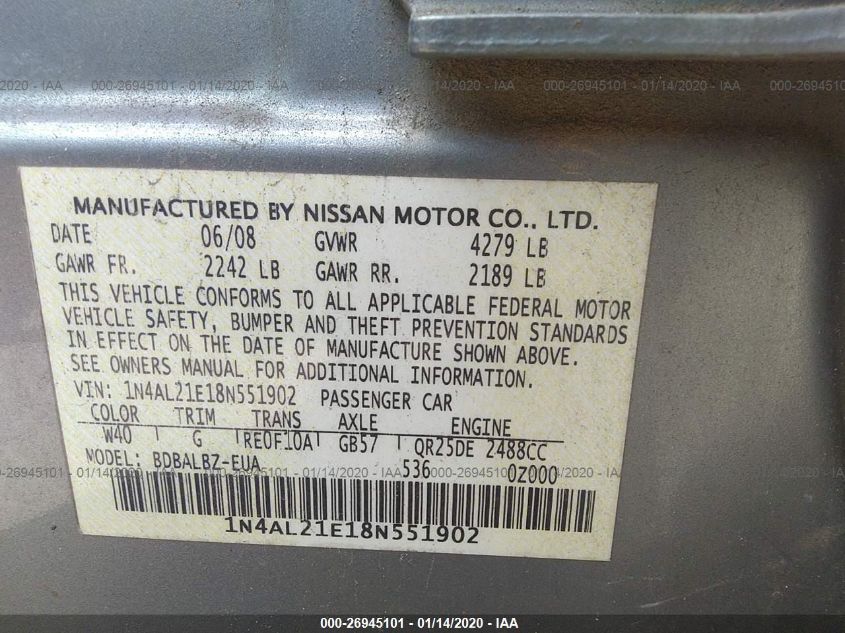 000-26945101 - 01/14/2020 - IAA
MANUFACTURED BY NISSAN MOTOR CO., LTD.
DATE 06/08 GVWR 4279 LB
GAWR FR. 2242 LB GAWR RR. 2189 LB
THIS VEHICLE CONFORMS TO ALL APPLICABLE FEDERAL MOTOR
VEHICLE SAFETY, BUMPER AND THEFT PREVENTION STANDARDS
IN EFFECT ON THE DATE OF MANUFACTURE SHOWN ABOVE.
SEE OWNERS MANUAL FOR ADDITIONAL INFORMATION.
VIN: 1N4AL21E18N551902 PASSENGER CAR
COLOR TRIM TRANS AXLE ENGINE
W40 G RE0F10A GB57 QR25DE 2488CC
MODEL: BDBALBZ-EUA 536 0Z000
1N4AL21E18N551902
000-26945101 - 01/14/2020 - IAA